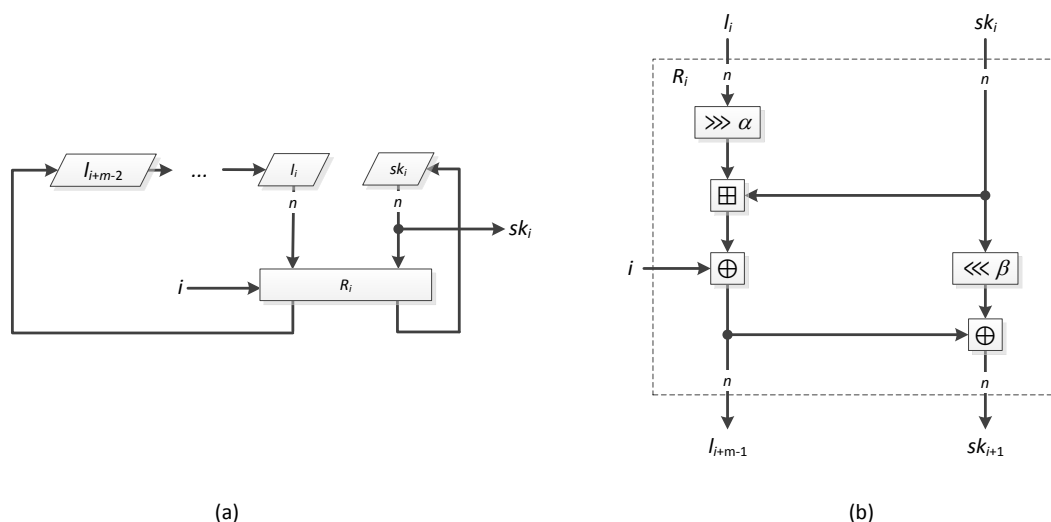 l_{i+m-2}
...
l_i
sk_i
n
n
sk_i
i
R_i
(a)
l_i
sk_i
n
n
R_i
>>> α
⊞
i
⊕
<<< β
⊕
n
n
l_{i+m-1}
sk_{i+1}
(b)